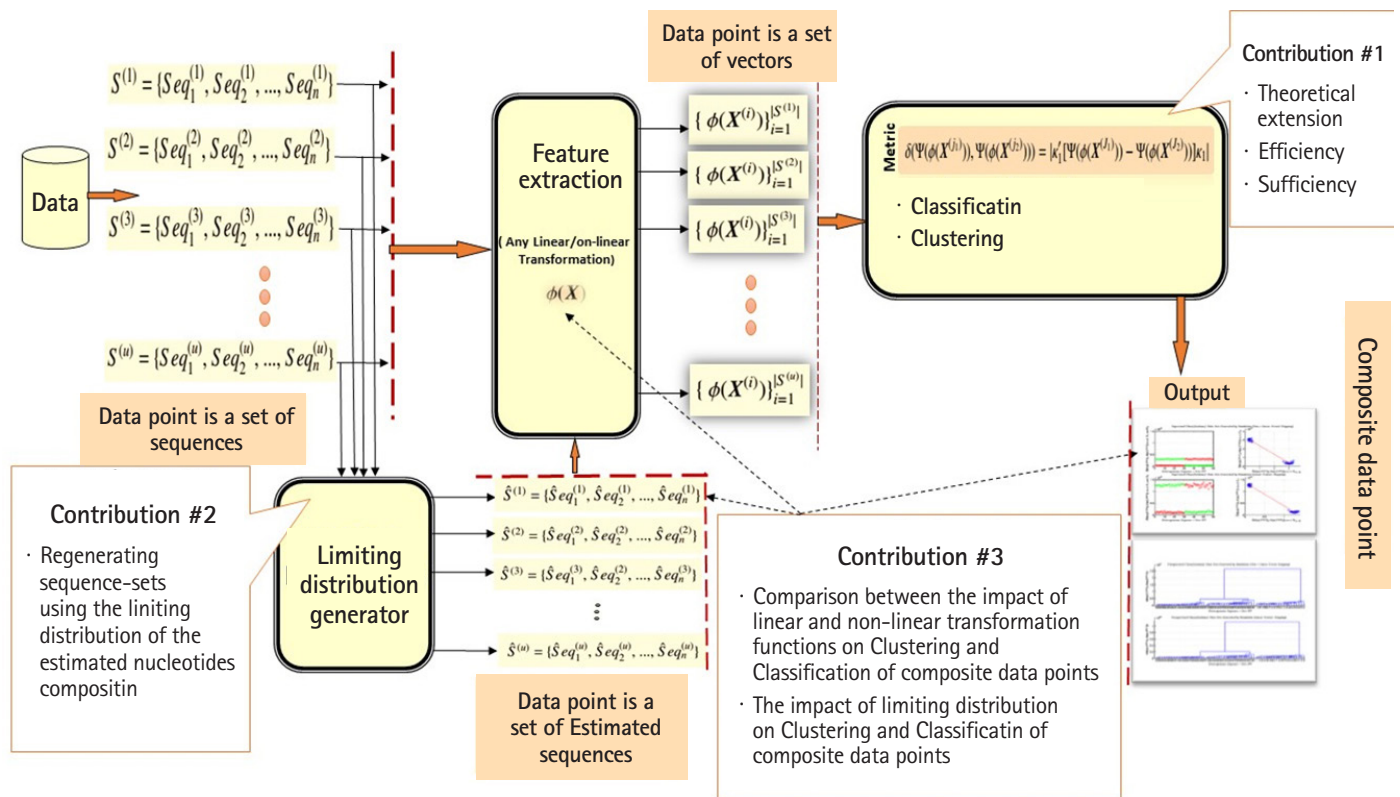 Data
S^{(1)} = {Seq_1^{(1)}, Seq_2^{(1)}, ..., Seq_n^{(1)}}
S^{(2)} = {Seq_1^{(2)}, Seq_2^{(2)}, ..., Seq_n^{(2)}}
S^{(3)} = {Seq_1^{(3)}, Seq_2^{(3)}, ..., Seq_n^{(3)}}
S^{(u)} = {Seq_1^{(u)}, Seq_2^{(u)}, ..., Seq_n^{(u)}}
Data point is a set of
sequences
Contribution #2
· Regenerating
sequence-sets
using the liniting
distribution of the
estimated nucleotides
compositin
Limiting
distribution
generator
Ŝ^{(1)} = {Ŝeq_1^{(1)}, Ŝeq_2^{(1)}, ..., Ŝeq_n^{(1)}}
Ŝ^{(2)} = {Ŝeq_1^{(2)}, Ŝeq_2^{(2)}, ..., Ŝeq_n^{(2)}}
Ŝ^{(3)} = {Ŝeq_1^{(3)}, Ŝeq_2^{(2)}, ..., Ŝeq_n^{(3)}}
Ŝ^{(u)} = {Ŝeq_1^{(u)}, Ŝeq_2^{(u)}, ..., Ŝeq_n^{(u)}}
Data point is a
set of Estimated
sequences
Feature
extraction
( Any Linear/on-linear
Transformation)
ϕ(X)
Data point is a set
of vectors
{ ϕ(X^{(i)})}_{i=1}^{|S^{(1)}|}
{ ϕ(X^{(i)})}_{i=1}^{|S^{(2)}|}
{ ϕ(X^{(i)})}_{i=1}^{|S^{(3)}|}
{ ϕ(X^{(i)})}_{i=1}^{|S^{(u)}|}
Metric
δ(Ψ(ϕ(X^{(j_1)})), Ψ(ϕ(X^{(j_2)}))) = |κ'_1[Ψ(ϕ(X^{(J_1)})) − Ψ(ϕ(X^{(J_2)}))]κ_1|
· Classificatin
· Clustering
Contribution #1
· Theoretical
extension
· Efficiency
· Sufficiency
Contribution #3
· Comparison between the impact of
linear and non-linear transformation
functions on Clustering and
Classification of composite data points
· The impact of limiting distribution
on Clustering and Classificatin of
composite data points
Output
Composite data point